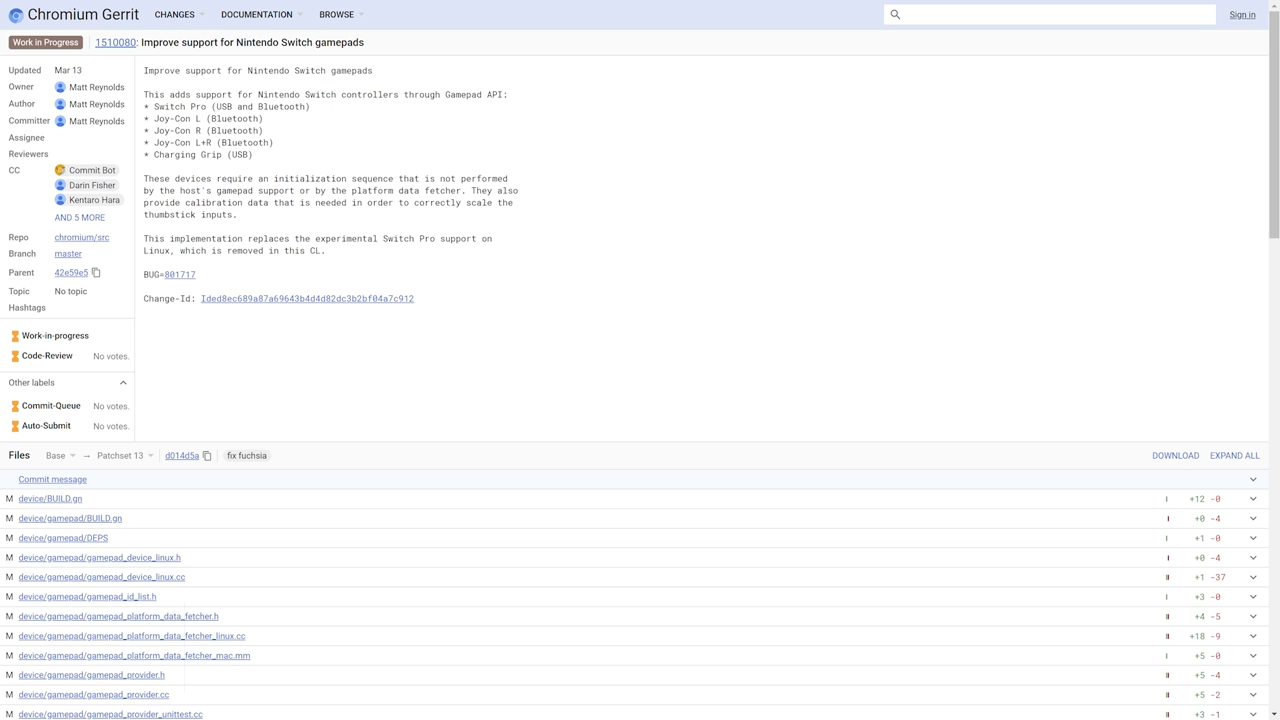 Chromium Gerrit CHANGES DOCUMENTATION BROWSE Sign in
Work in Progress 1510080: Improve support for Nintendo Switch gamepads
Updated Mar 13
Owner Matt Reynolds
Author Matt Reynolds
Committer Matt Reynolds
Assignee
Reviewers
CC Commit Bot
Darin Fisher
Kentaro Hara
AND 5 MORE
Repo chromium/src
Branch master
Parent 42e59e5
Topic No topic
Hashtags
Work-in-progress
Code-Review No votes.
Other labels
Commit-Queue No votes.
Auto-Submit No votes.
Improve support for Nintendo Switch gamepads
This adds support for Nintendo Switch controllers through Gamepad API:
* Switch Pro (USB and Bluetooth)
* Joy-Con L (Bluetooth)
* Joy-Con R (Bluetooth)
* Joy-Con L+R (Bluetooth)
* Charging Grip (USB)
These devices require an initialization sequence that is not performed
by the host's gamepad support or by the platform data fetcher. They also
provide calibration data that is needed in order to correctly scale the
thumbstick inputs.
This implementation replaces the experimental Switch Pro support on
Linux, which is removed in this CL.
BUG=801717
Change-Id: Ided8ec689a87a69643b4d4d82dc3b2bf04a7c912
Files Base → Patchset 13 d014d5a fix fuchsia DOWNLOAD EXPAND ALL
Commit message
M device/BUILD.gn +12 -0
M device/gamepad/BUILD.gn +0 -4
M device/gamepad/DEPS +1 -0
M device/gamepad/gamepad_device_linux.h +0 -4
M device/gamepad/gamepad_device_linux.cc +1 -37
M device/gamepad/gamepad_id_list.h +3 -0
M device/gamepad/gamepad_platform_data_fetcher.h +4 -5
M device/gamepad/gamepad_platform_data_fetcher_linux.cc +18 -9
M device/gamepad/gamepad_platform_data_fetcher_mac.mm +5 -0
M device/gamepad/gamepad_provider.h +5 -4
M device/gamepad/gamepad_provider.cc +5 -2
M device/gamepad/gamepad_provider_unittest.cc +3 -1